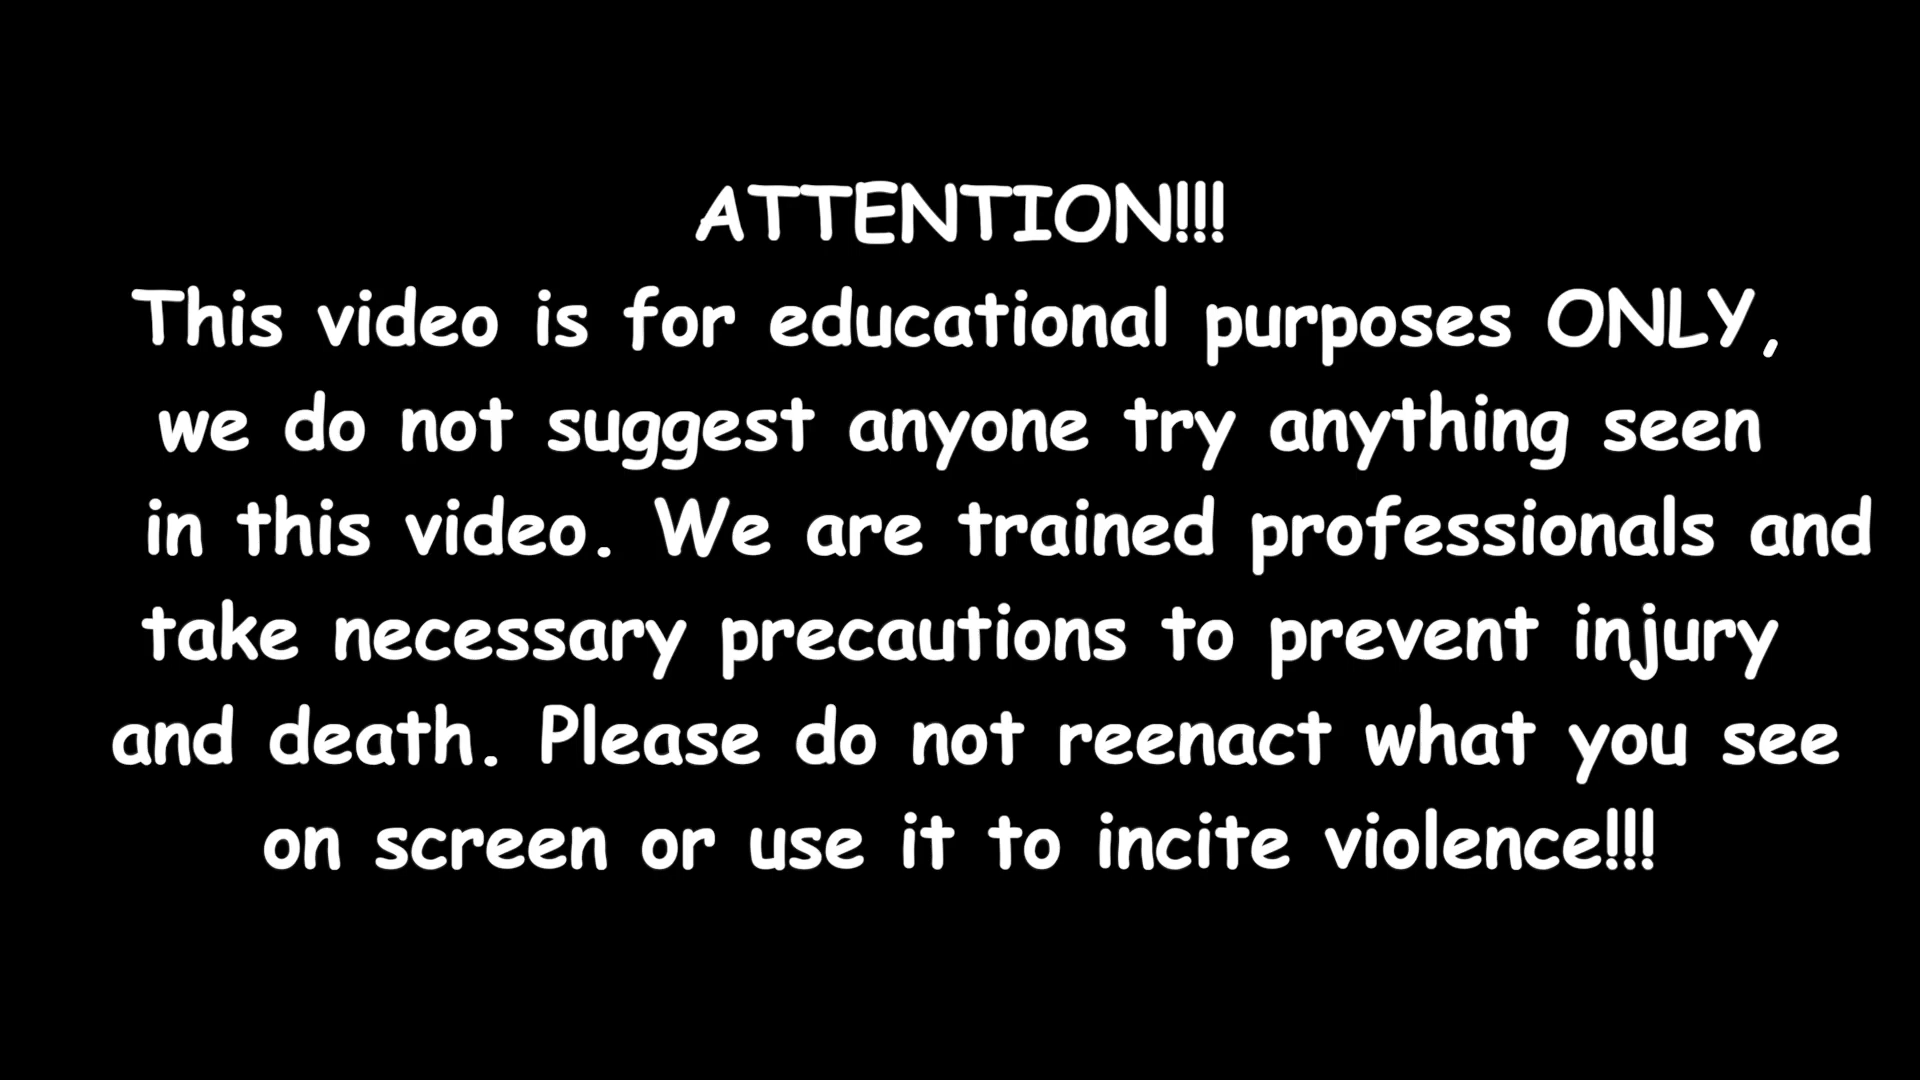 ATTENTION!!!
This video is for educational purposes ONLY,
we do not suggest anyone try anything seen
in this video. We are trained professionals and
take necessary precautions to prevent injury
and death. Please do not reenact what you see
on screen or use it to incite violence!!!